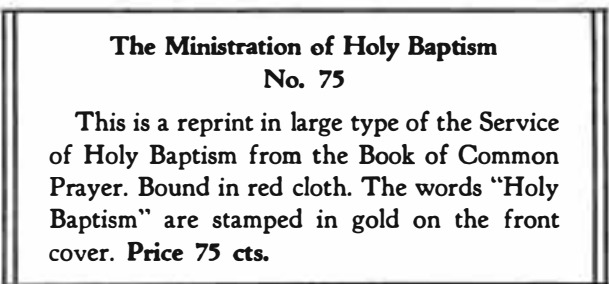 The Ministration of Holy Baptism
No. 75
This is a reprint in large type of the Service
of Holy Baptism from the Book of Common
Prayer. Bound in red cloth. The words “Holy
Baptism” are stamped in gold on the front
cover. Price 75 cts.